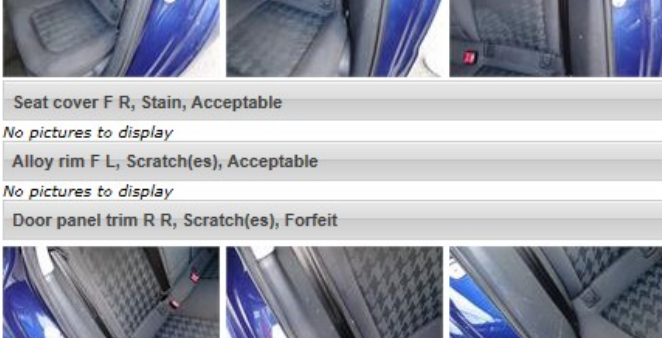 Seat cover F R, Stain, Acceptable
No pictures to display
Alloy rim F L, Scratch(es), Acceptable
No pictures to display
Door panel trim R R, Scratch(es), Forfeit